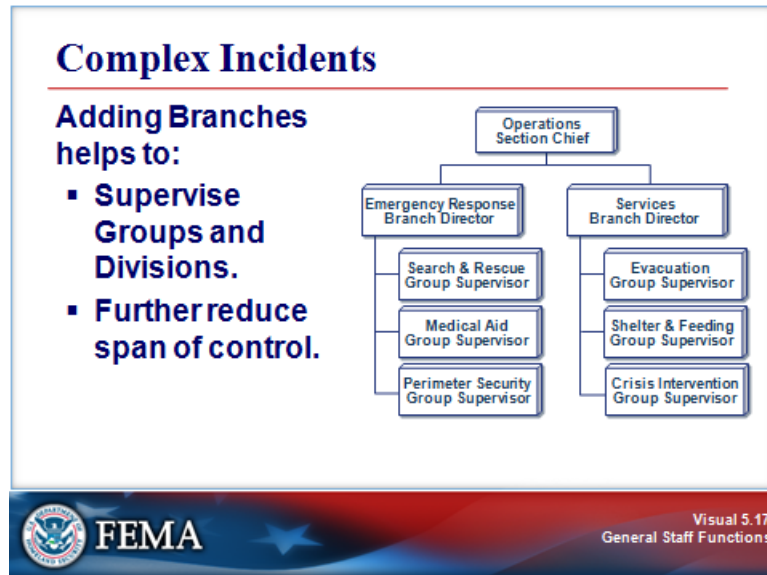 Complex Incidents
Adding Branches
helps to:
▪ Supervise
Groups and
Divisions.
▪ Further reduce
span of control.
Operations
Section Chief
Emergency Response
Branch Director
Search & Rescue
Group Supervisor
Medical Aid
Group Supervisor
Perimeter Security
Group Supervisor
Services
Branch Director
Evacuation
Group Supervisor
Shelter & Feeding
Group Supervisor
Crisis Intervention
Group Supervisor
FEMA
Visual 5.17
General Staff Functions